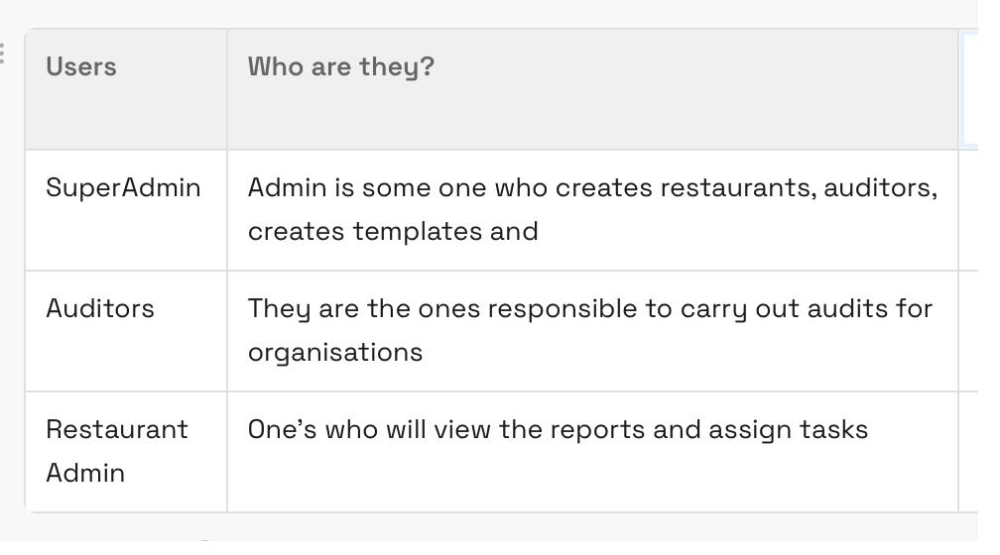 Users
Who are they?
SuperAdmin
Admin is some one who creates restaurants, auditors,
creates templates and
Auditors
They are the ones responsible to carry out audits for
organisations
Restaurant
Admin
One's who will view the reports and assign tasks